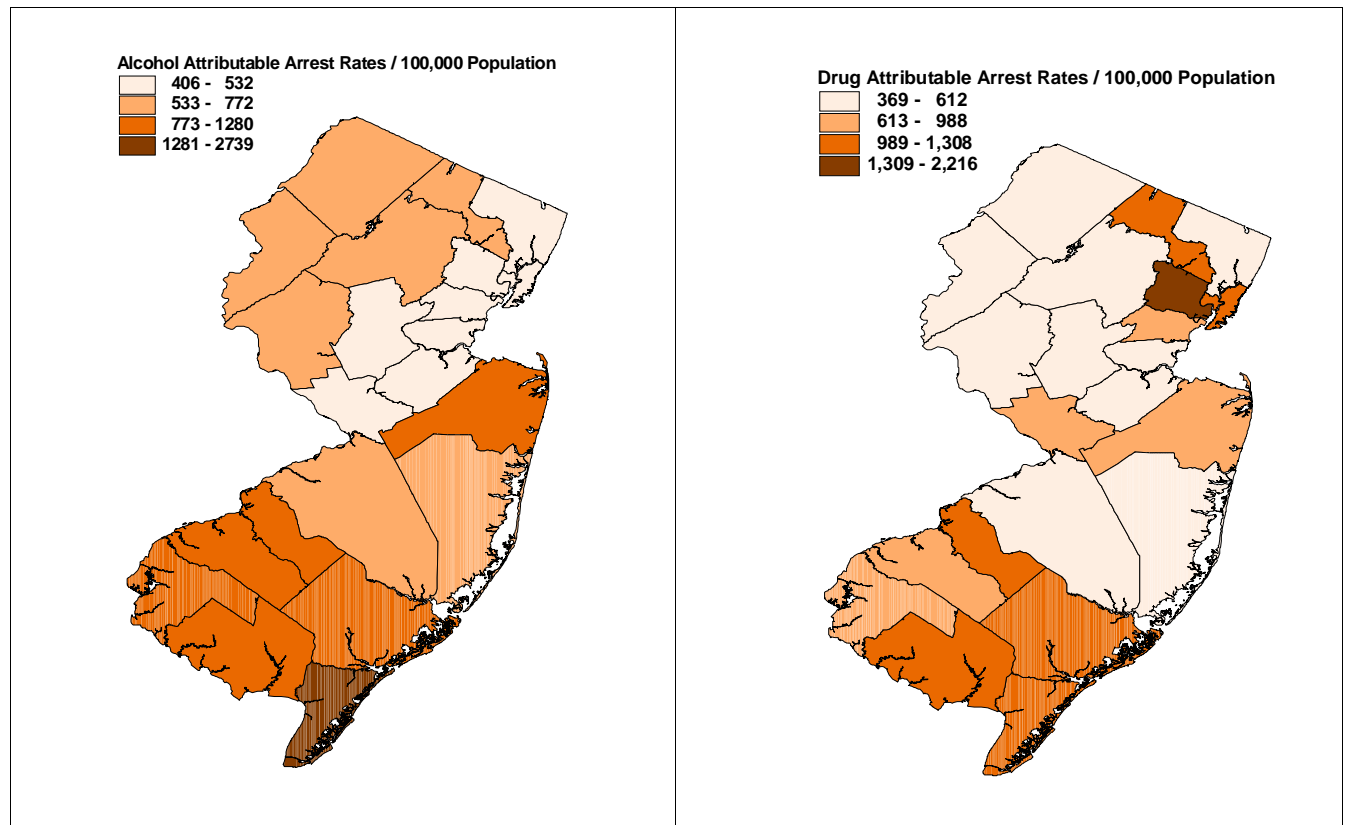 Alcohol Attributable Arrest Rates / 100,000 Population
406 - 532
533 - 772
773 - 1280
1281 - 2739
Drug Attributable Arrest Rates / 100,000 Population
369 - 612
613 - 988
989 - 1,308
1,309 - 2,216